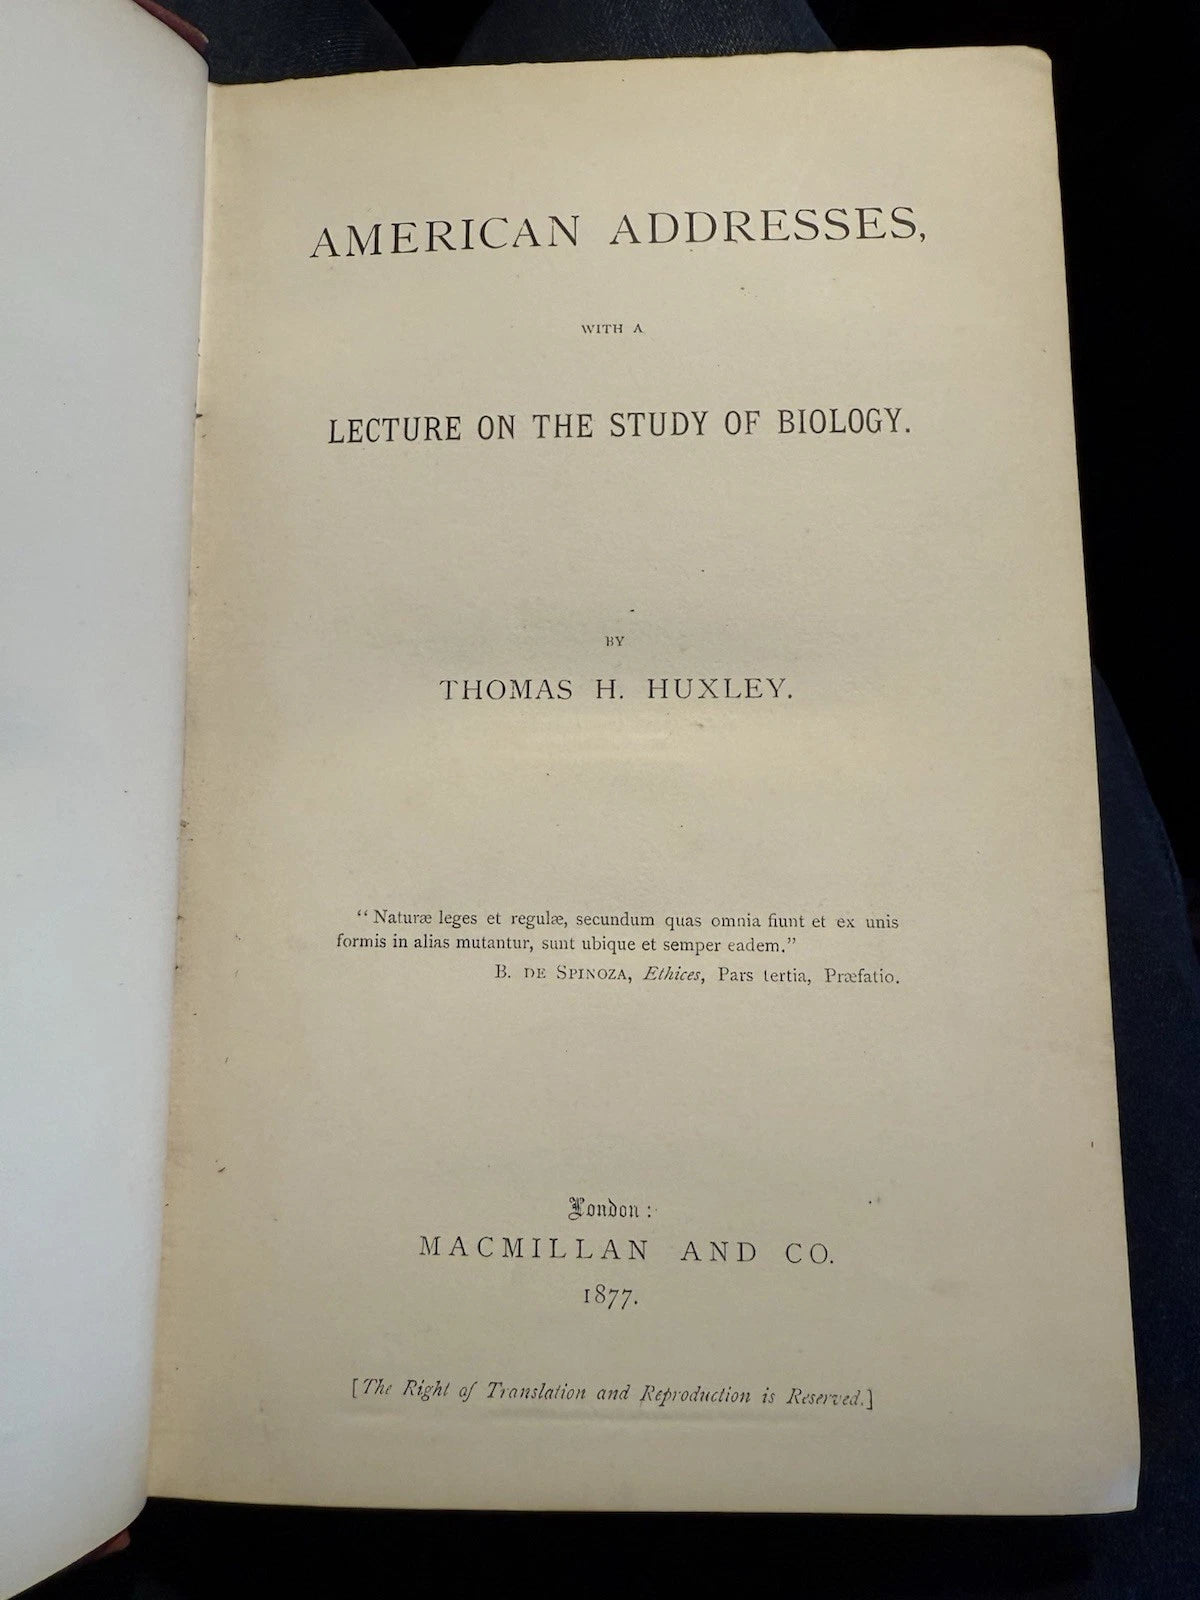 AMERICAN ADDRESSES,
WITH A
LECTURE ON THE STUDY OF BIOLOGY.
BY
THOMAS H. HUXLEY.
“Naturæ leges et regulæ, secundum quas omnia fiunt et ex unis
formis in alias mutantur, sunt ubique et semper eadem.”
B. DE SPINOZA, Ethices, Pars tertia, Præfatio.
London:
MACMILLAN AND CO.
1877.
[The Right of Translation and Reproduction is Reserved.]